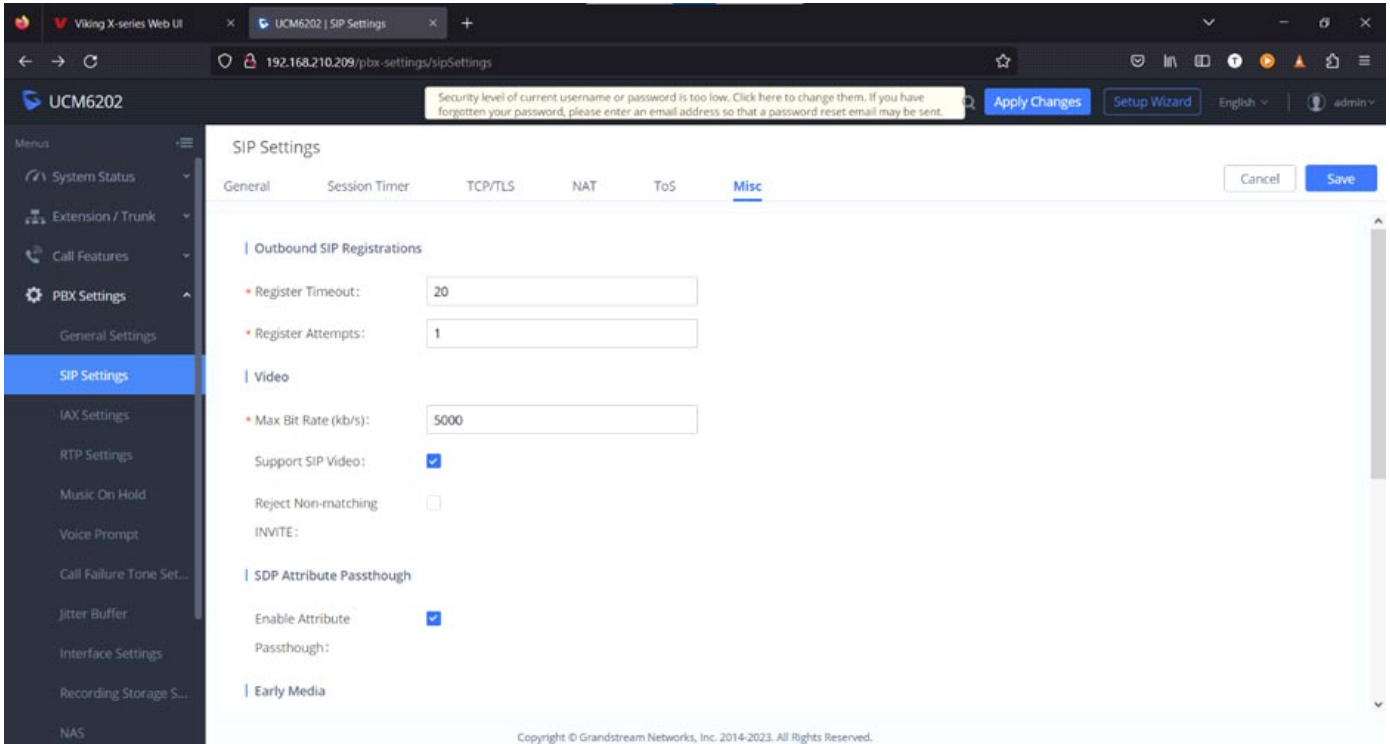 Viking X-series Web UI
UCM6202 | SIP Settings
192.168.210.209/pbx-settings/sipSettings
UCM6202
Security level of current username or password is too low. Click here to change them. If you have
forgotten your password, please enter an email address so that a password reset email may be sent.
Apply Changes
Setup Wizard
English
admin
Menus
System Status
Extension / Trunk
Call Features
PBX Settings
General Settings
SIP Settings
IAX Settings
RTP Settings
Music On Hold
Voice Prompt
Call Failure Tone Set...
Jitter Buffer
Interface Settings
Recording Storage S...
NAS
SIP Settings
General
Session Timer
TCP/TLS
NAT
ToS
Misc
Cancel
Save
Outbound SIP Registrations
* Register Timeout: 20
* Register Attempts: 1
Video
* Max Bit Rate (kb/s): 5000
Support SIP Video:
Reject Non-matching
INVITE:
SDP Attribute Passthough
Enable Attribute
Passthough:
Early Media
Copyright © Grandstream Networks, Inc. 2014-2023. All Rights Reserved.